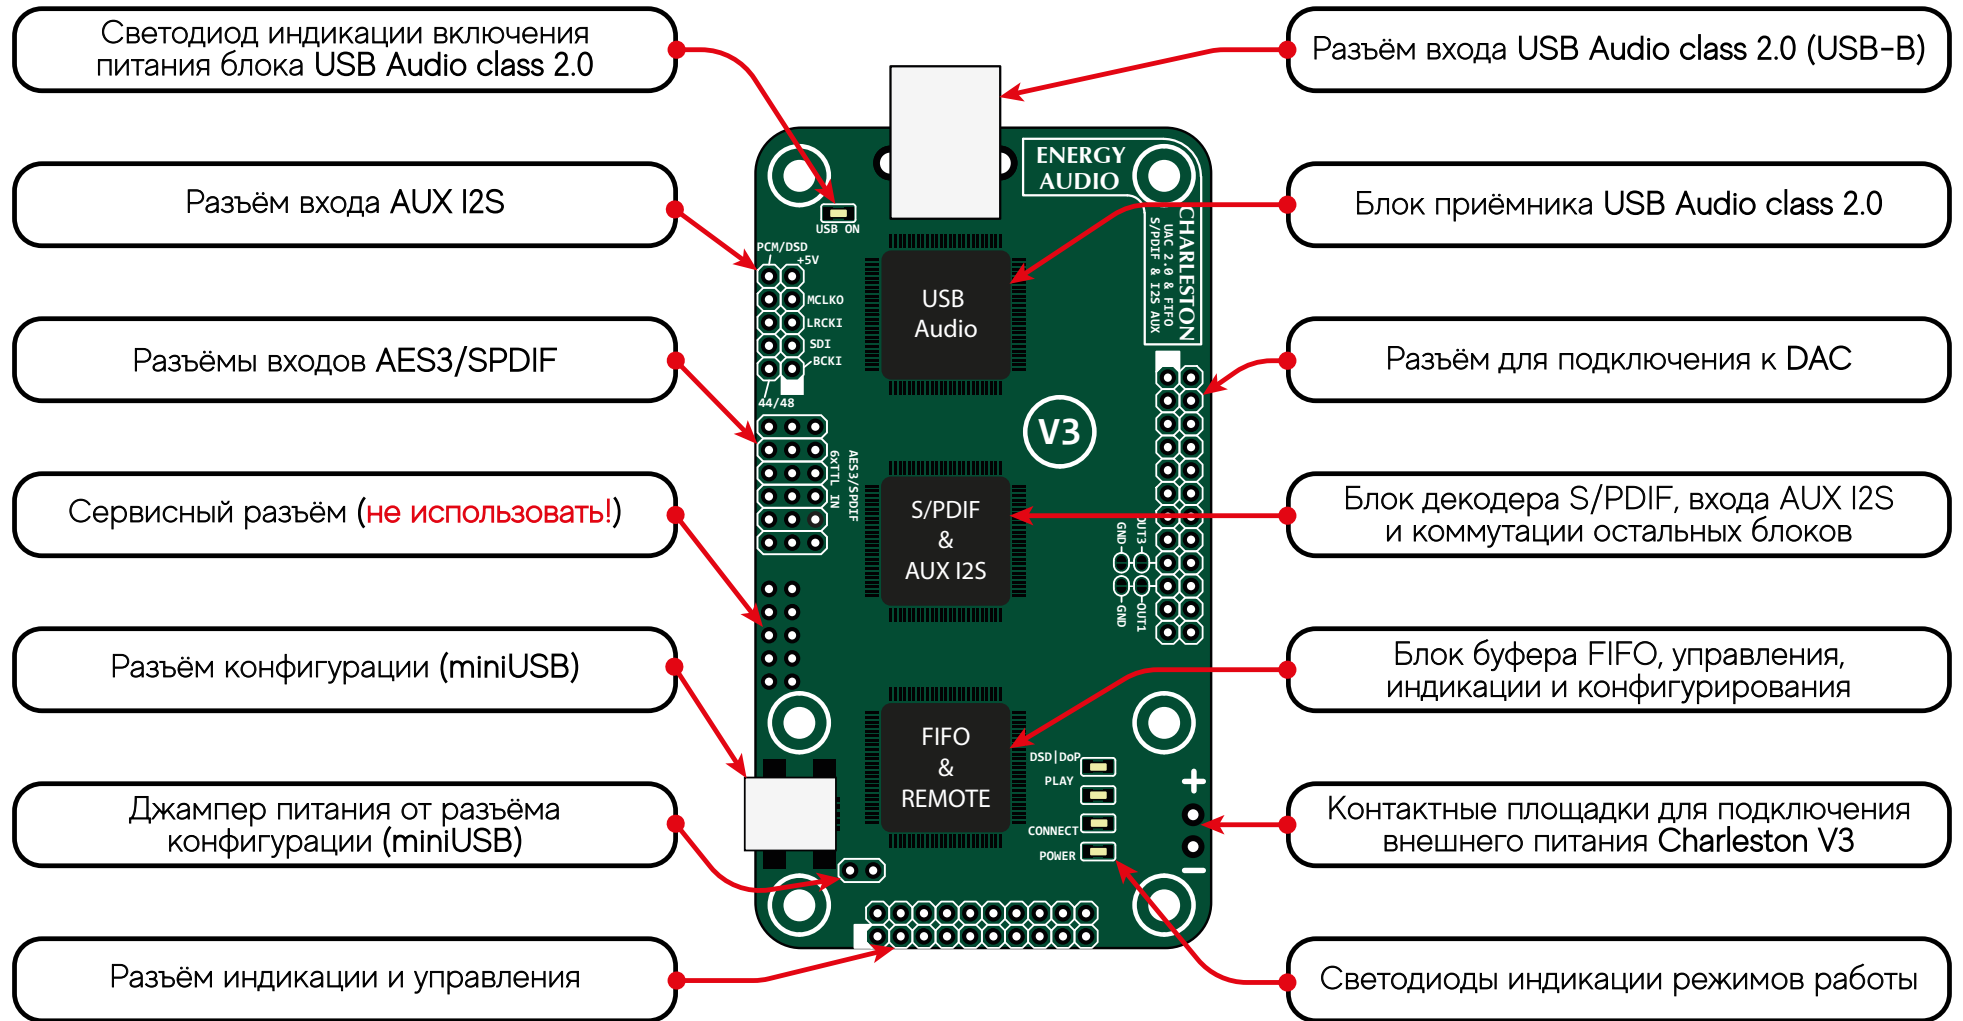 Светодиод индикации включения
питания блока USB Audio class 2.0
Разъём входа AUX I2S
Разъёмы входов AES3/SPDIF
Сервисный разъём (не использовать!)
Разъём конфигурации (miniUSB)
Джампер питания от разъёма
конфигурации (miniUSB)
Разъём индикации и управления
ENERGY
AUDIO
CHARLESTON
UAC 2.0 & FIFO
S/PDIF & I2S AUX
USB ON
PCM/DSD
+5V
MCLKO
LRCKI
SDI
BCKI
44/48
USB
Audio
V3
AES3/SPDIF
6xTTL IN
S/PDIF
&
AUX I2S
GND
OUT3
GND
OUT1
FIFO
&
REMOTE
DSD|DoP
PLAY
CONNECT
POWER
+
–
Разъём входа USB Audio class 2.0 (USB-B)
Блок приёмника USB Audio class 2.0
Разъём для подключения к DAC
Блок декодера S/PDIF, входа AUX I2S
и коммутации остальных блоков
Блок буфера FIFO, управления,
индикации и конфигурирования
Контактные площадки для подключения
внешнего питания Charleston V3
Светодиоды индикации режимов работы